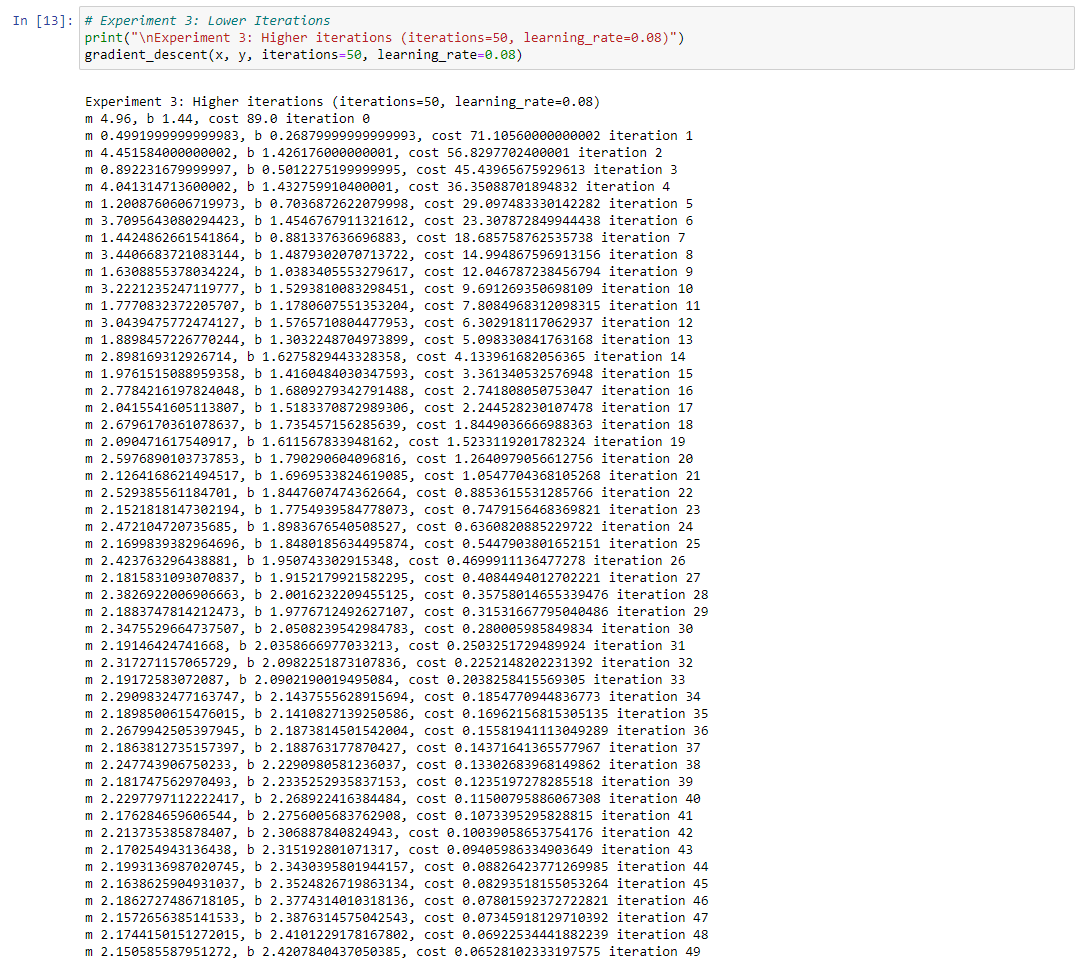 In [13]: # Experiment 3: Lower Iterations
print("\nExperiment 3: Higher iterations (iterations=50, learning_rate=0.08)")
gradient_descent(x, y, iterations=50, learning_rate=0.08)
Experiment 3: Higher iterations (iterations=50, learning_rate=0.08)
m 4.96, b 1.44, cost 89.0 iteration 0
m 0.4991999999999983, b 0.26879999999999993, cost 71.10560000000002 iteration 1
m 4.451584000000002, b 1.426176000000001, cost 56.8297702400001 iteration 2
m 0.892231679999997, b 0.5012275199999995, cost 45.43965675929613 iteration 3
m 4.041314713600002, b 1.432759910400001, cost 36.35088701894832 iteration 4
m 1.2008760606719973, b 0.7036872622079998, cost 29.097483330142282 iteration 5
m 3.7095643080294423, b 1.4546767911321612, cost 23.307872849944438 iteration 6
m 1.4424862661541864, b 0.881337636696883, cost 18.685758762535738 iteration 7
m 3.4406683721083144, b 1.4879302070713722, cost 14.994867596913156 iteration 8
m 1.6308855378034224, b 1.0383405553279617, cost 12.046787238456794 iteration 9
m 3.2221235247119777, b 1.5293810083298451, cost 9.691269350698109 iteration 10
m 1.7770832372205707, b 1.1780607551353204, cost 7.8084968312098315 iteration 11
m 3.0439475772474127, b 1.5765710804477953, cost 6.302918117062937 iteration 12
m 1.8898457226770244, b 1.3032248704973899, cost 5.098330841763168 iteration 13
m 2.898169312926714, b 1.6275829443328358, cost 4.133961682056365 iteration 14
m 1.9761515088959358, b 1.4160484030347593, cost 3.361340532576948 iteration 15
m 2.7784216197824048, b 1.6809279342791488, cost 2.741808050753047 iteration 16
m 2.0415541605113807, b 1.5183370872989306, cost 2.244528230107478 iteration 17
m 2.6796170361078637, b 1.735457156285639, cost 1.8449036666988363 iteration 18
m 2.090471617540917, b 1.611567833948162, cost 1.5233119201782324 iteration 19
m 2.5976890103737853, b 1.790290604096816, cost 1.2640979056612756 iteration 20
m 2.1264168621494517, b 1.6969533824619085, cost 1.0547704368105268 iteration 21
m 2.529385561184701, b 1.8447607474362664, cost 0.8853615531285766 iteration 22
m 2.1521818147302194, b 1.7754939584778073, cost 0.7479156468369821 iteration 23
m 2.472104720735685, b 1.8983676540508527, cost 0.6360820885229722 iteration 24
m 2.1699839382964696, b 1.8480185634495874, cost 0.5447903801652151 iteration 25
m 2.423763296438881, b 1.950743302915348, cost 0.4699911136477278 iteration 26
m 2.1815831093070837, b 1.9152179921582295, cost 0.4084494012702221 iteration 27
m 2.3826922006906663, b 2.0016232209455125, cost 0.35758014655339476 iteration 28
m 2.1883747814212473, b 1.9776712492627107, cost 0.31531667795040486 iteration 29
m 2.3475529664737507, b 2.0508239542984783, cost 0.280005985849834 iteration 30
m 2.19146424741668, b 2.0358666977033213, cost 0.2503251729489924 iteration 31
m 2.317271157065729, b 2.0982251873107836, cost 0.2252148202231392 iteration 32
m 2.19172583072087, b 2.0902190019495084, cost 0.2038258415569305 iteration 33
m 2.2909832477163747, b 2.1437555628915694, cost 0.1854770944836773 iteration 34
m 2.1898500615476015, b 2.1410827139250586, cost 0.16962156815305135 iteration 35
m 2.2679942505397945, b 2.1873814501542004, cost 0.15581941113049289 iteration 36
m 2.1863812735157397, b 2.188763177870427, cost 0.14371641365577967 iteration 37
m 2.247743906750233, b 2.2290980581236037, cost 0.13302683968149862 iteration 38
m 2.181747562970493, b 2.2335252935837153, cost 0.1235197278285518 iteration 39
m 2.2297797112222417, b 2.268922416384484, cost 0.11500795886067308 iteration 40
m 2.176284659606544, b 2.2756005683762908, cost 0.1073395295828815 iteration 41
m 2.213735385878407, b 2.306887840824943, cost 0.10039058653754176 iteration 42
m 2.170254943136438, b 2.315192801071317, cost 0.09405986334903649 iteration 43
m 2.1993136987020745, b 2.3430395801944157, cost 0.08826423771269985 iteration 44
m 2.1638625904931037, b 2.3524826719863134, cost 0.08293518155053264 iteration 45
m 2.1862727486718105, b 2.3774314010318136, cost 0.07801592372722821 iteration 46
m 2.1572656385141533, b 2.3876314575042543, cost 0.07345918129710392 iteration 47
m 2.1744150151272015, b 2.4101229178167802, cost 0.06922534441882239 iteration 48
m 2.150585587951272, b 2.4207840437050385, cost 0.06528102333197575 iteration 49